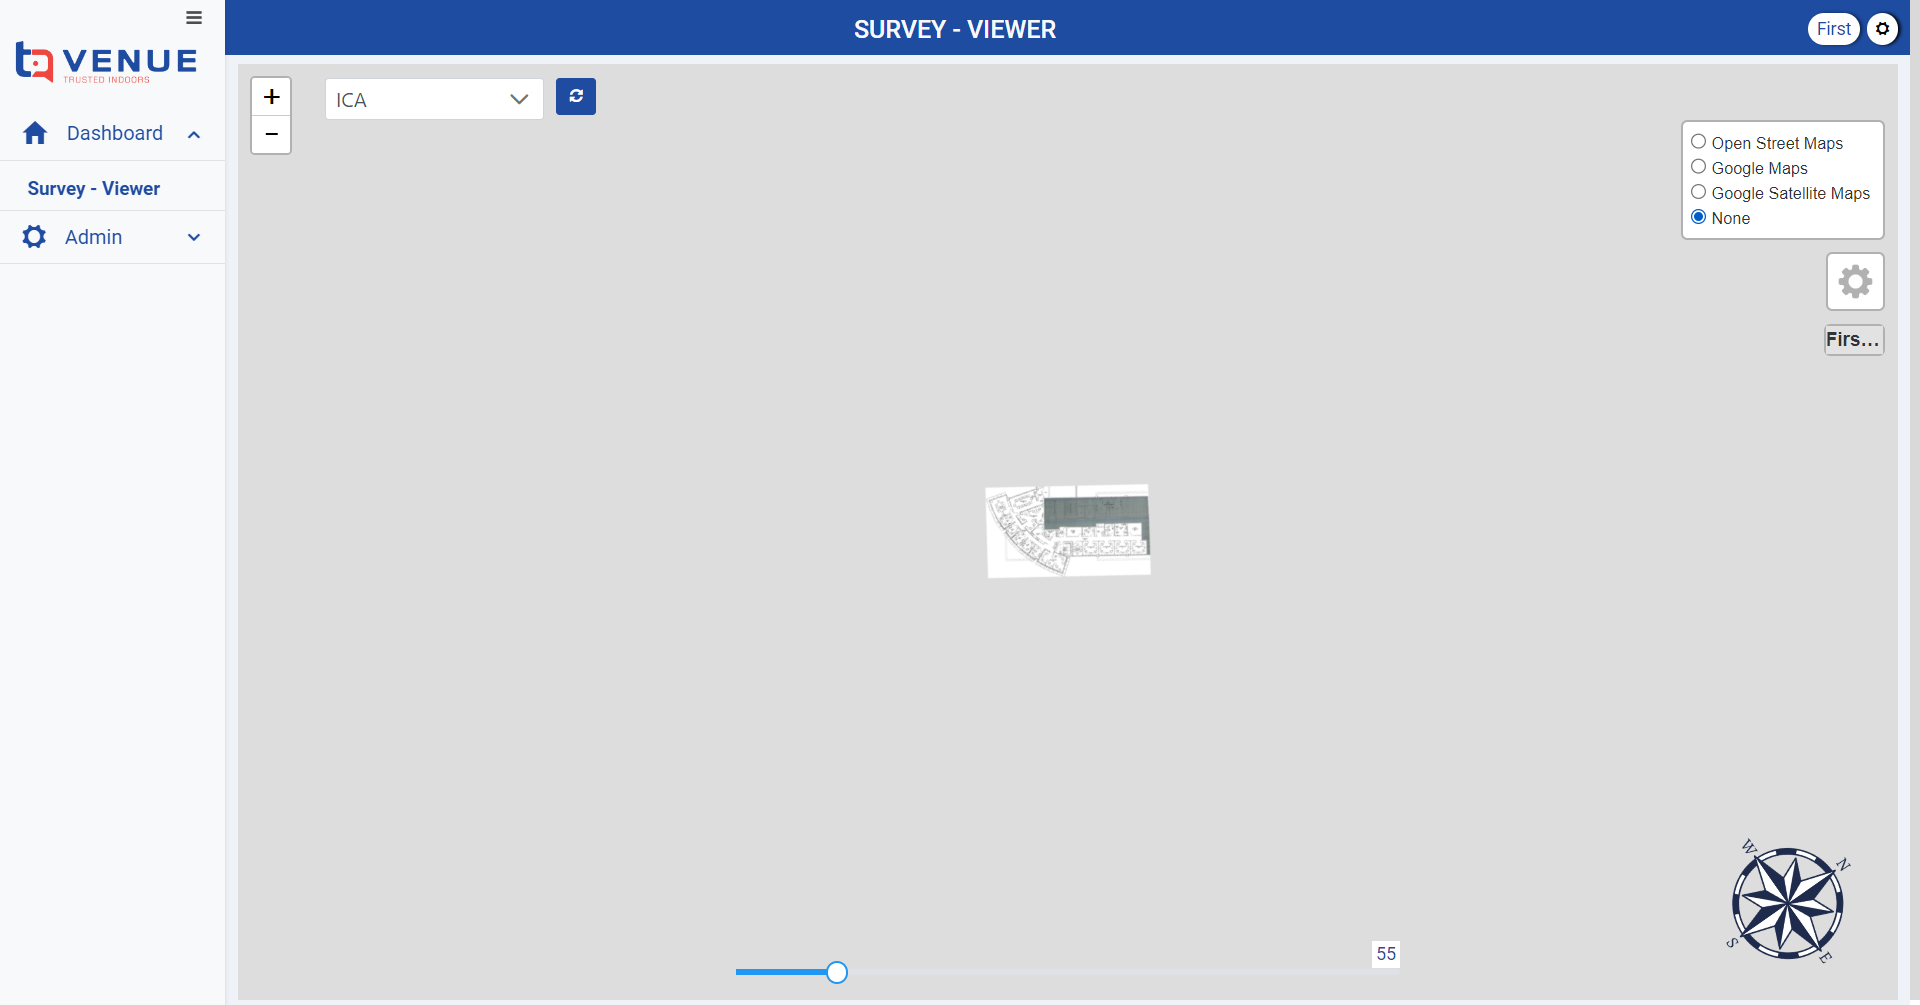 VENUE
TRUSTED INDOORS
Dashboard
Survey - Viewer
Admin
SURVEY - VIEWER
First
+
−
ICA
Open Street Maps
Google Maps
Google Satellite Maps
None
Firs...
W
N
S
E
55